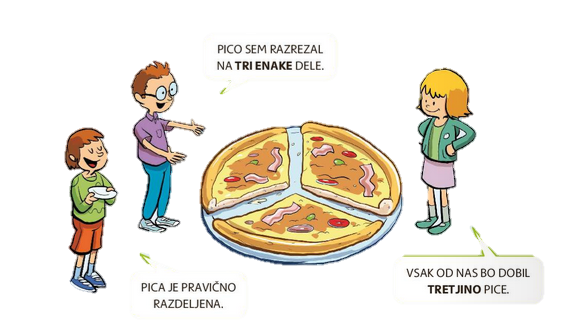 PICO SEM RAZREZAL
NA TRI ENAKE DELE.
PICA JE PRAVIČNO
RAZDELJENA.
VSAK OD NAS BO DOBIL
TRETJINO PICE.